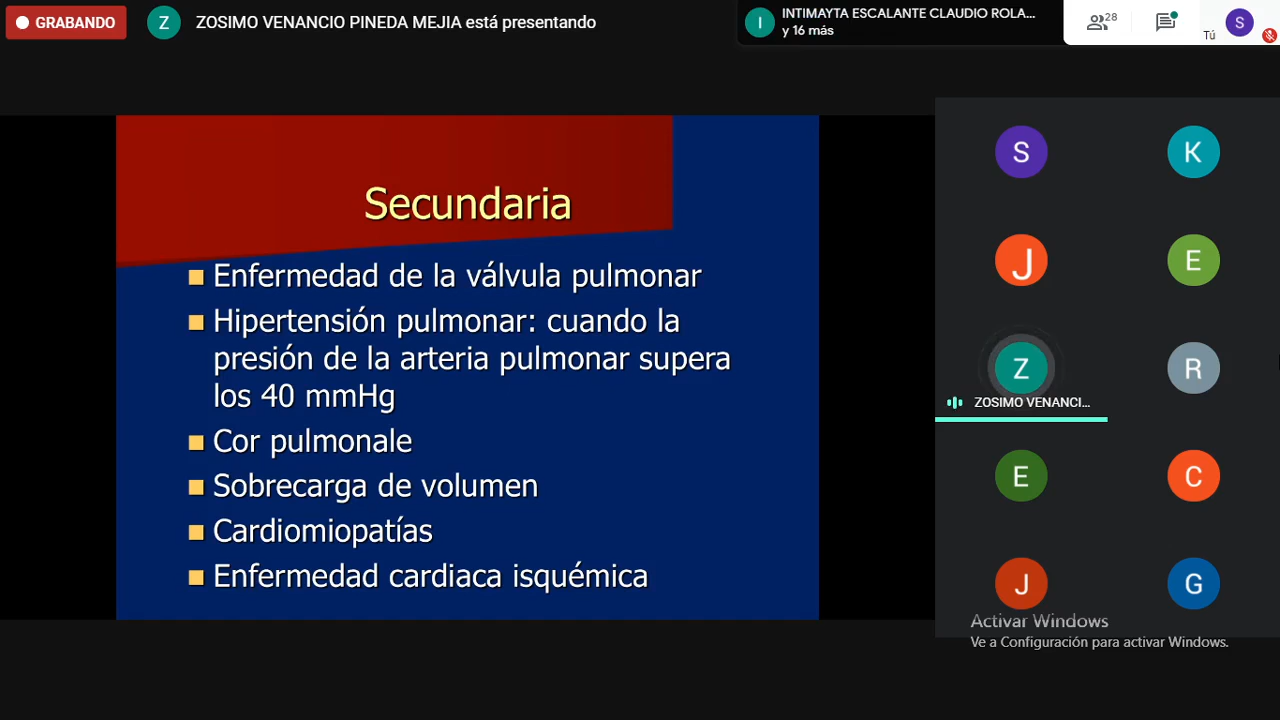 GRABANDO
Z
ZOSIMO VENANCIO PINEDA MEJIA está presentando
I
INTIMAYTA ESCALANTE CLAUDIO ROLA...
y 16 más
28
Tú
S
Secundaria
Enfermedad de la válvula pulmonar
Hipertensión pulmonar: cuando la
presión de la arteria pulmonar supera
los 40 mmHg
Cor pulmonale
Sobrecarga de volumen
Cardiomiopatías
Enfermedad cardiaca isquémica
S
K
J
E
Z
R
ZOSIMO VENANCI...
E
C
J
G
Activar Windows
Ve a Configuración para activar Windows.